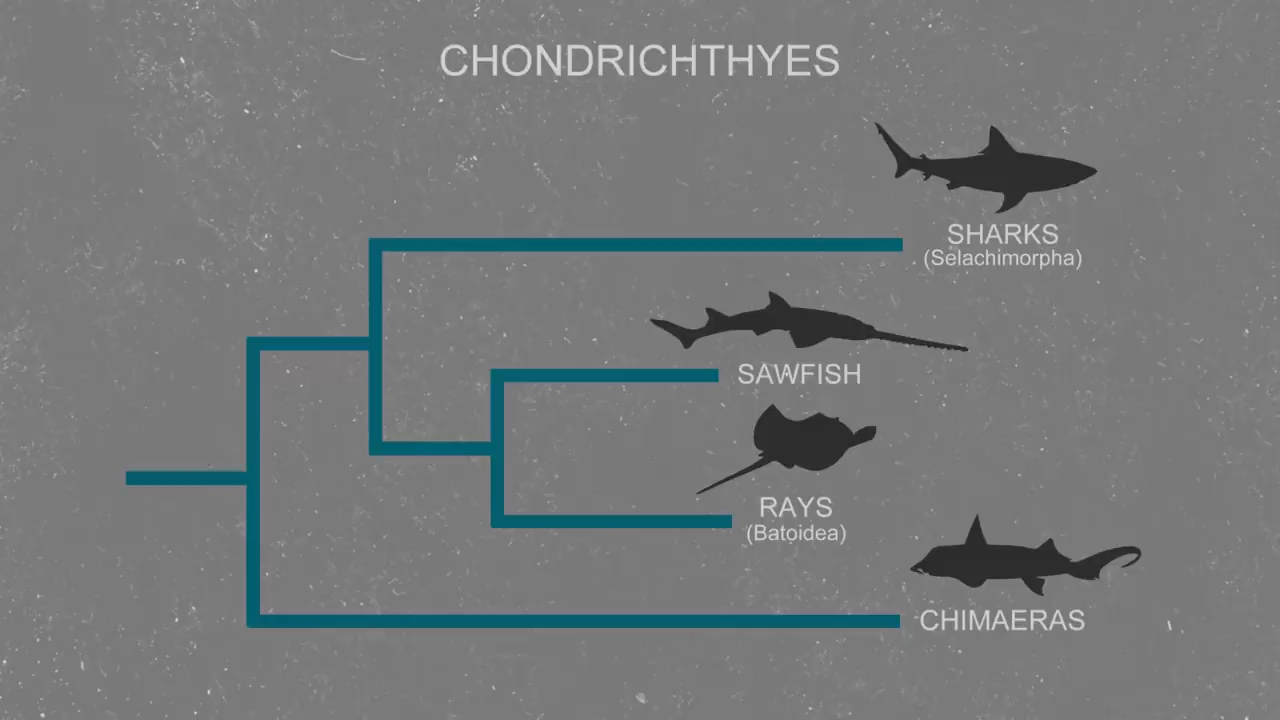 CHONDRICHTHYES
SHARKS
(Selachimorpha)
SAWFISH
RAYS
(Batoidea)
CHIMAERAS